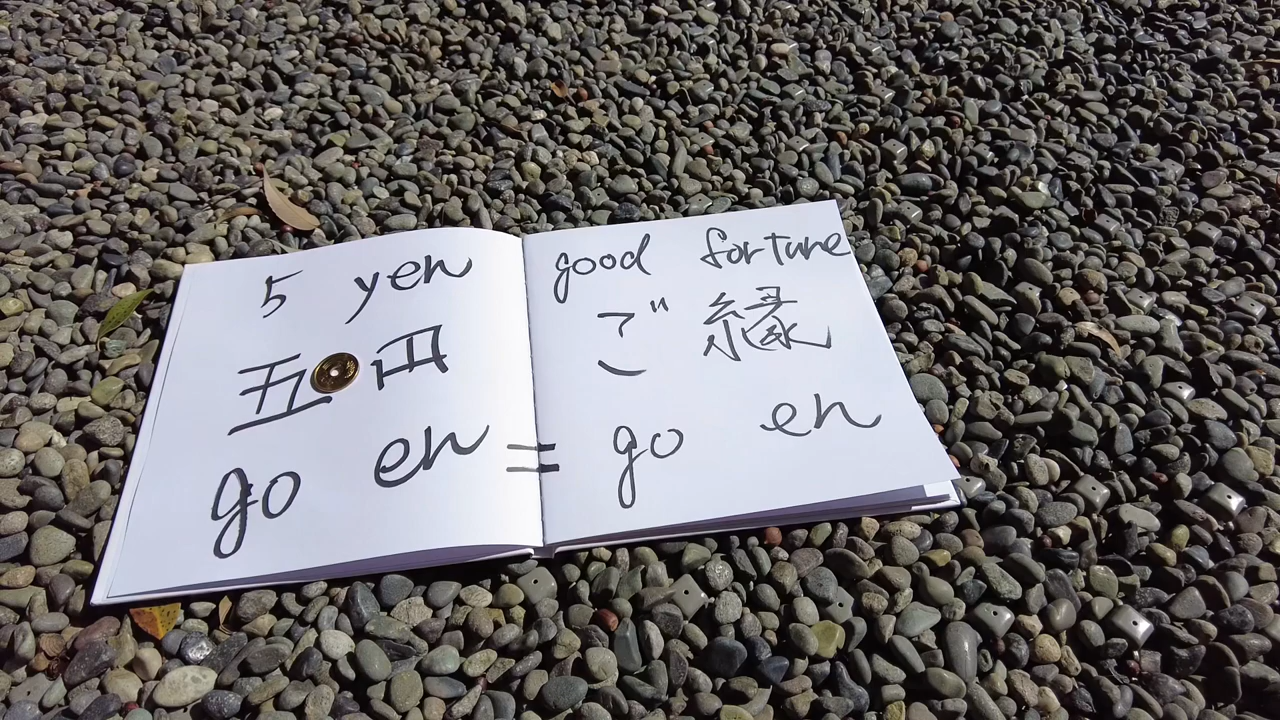 5 yen
五円
go en =
good fortune
ご縁
go en